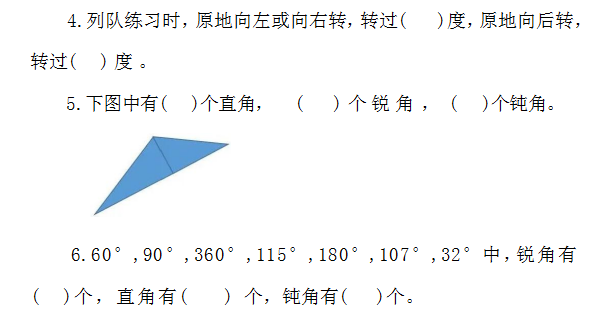 4.列队练习时,原地向左或向右转,转过(　　)度,原地向后转,
转过(　　)度。
5.下图中有(　　)个直角，　(　　)个锐角，(　　)个钝角。
6.60°,90°,360°,115°,180°,107°,32°中,锐角有
(　　)个,直角有(　　)个,钝角有(　　)个。